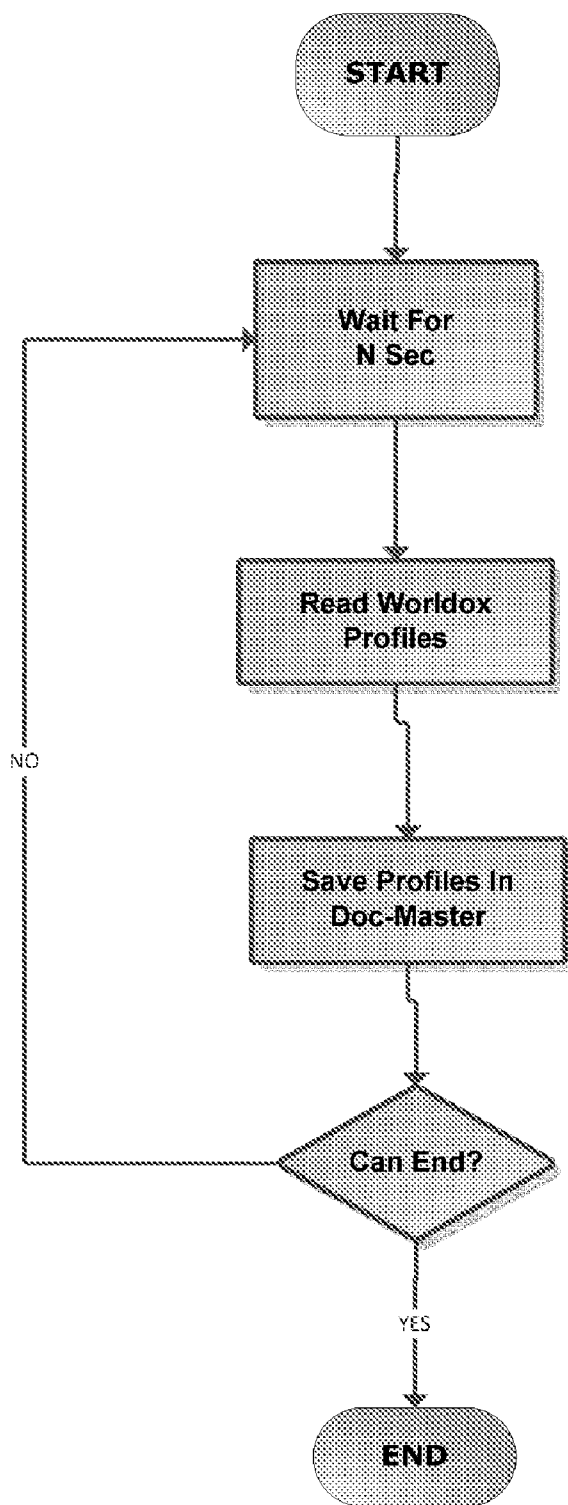 START
Wait For
N Sec
Read Worldox
Profiles
NO
Save Profiles In
Doc-Master
Can End?
YES
END